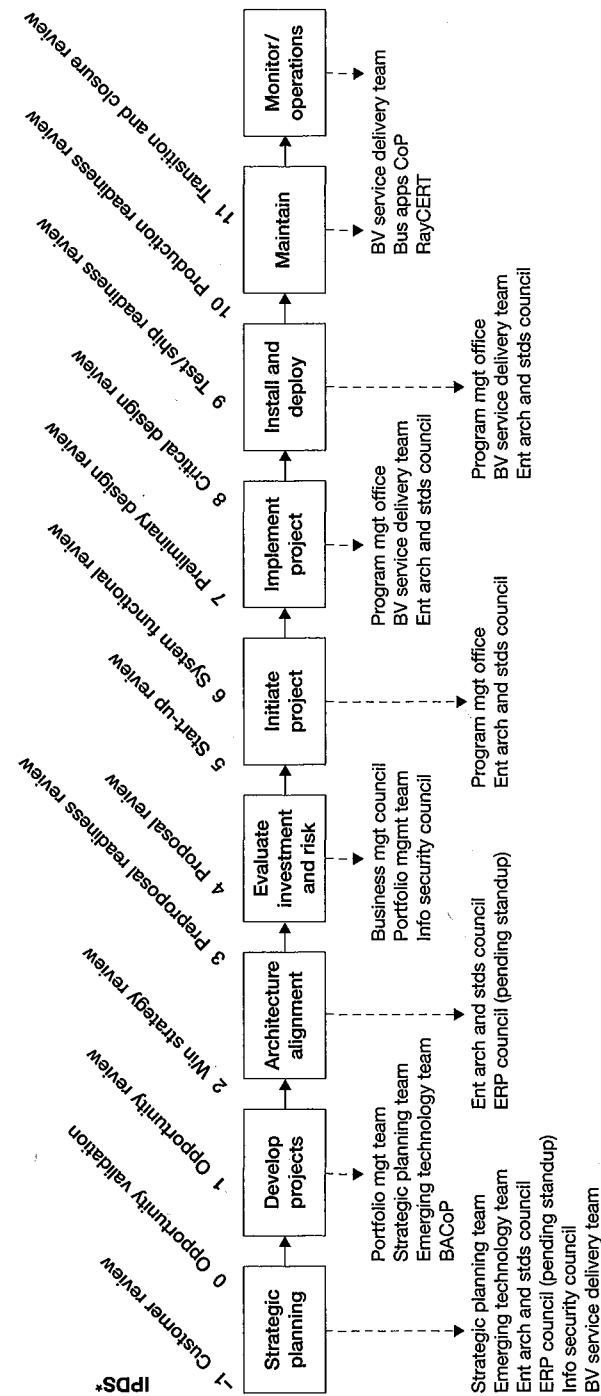 IPDS*
–1 Customer review
0 Opportunity validation
1 Opportunity review
2 Win strategy review
3 Preproposal readiness review
4 Proposal review
5 Start-up review
6 System functional review
7 Preliminary design review
8 Critical design review
9 Test/ship readiness review
10 Production readiness review
11 Transition and closure review
Strategic
planning
Develop
projects
Architecture
alignment
Evaluate
investment
and risk
Initiate
project
Implement
project
Install and
deploy
Maintain
Monitor/
operations
Strategic planning team
Emerging technology team
Ent arch and stds council
ERP council (pending standup)
Info security council
BV service delivery team
Portfolio mgt team
Strategic planning team
Emerging technology team
BACoP
Ent arch and stds council
ERP council (pending standup)
Business mgt council
Portfolio mgmt team
Info security council
Program mgt office
Ent arch and stds council
Program mgt office
BV service delivery team
Ent arch and stds council
Program mgt office
BV service delivery team
Ent arch and stds council
BV service delivery team
Bus apps CoP
RayCERT